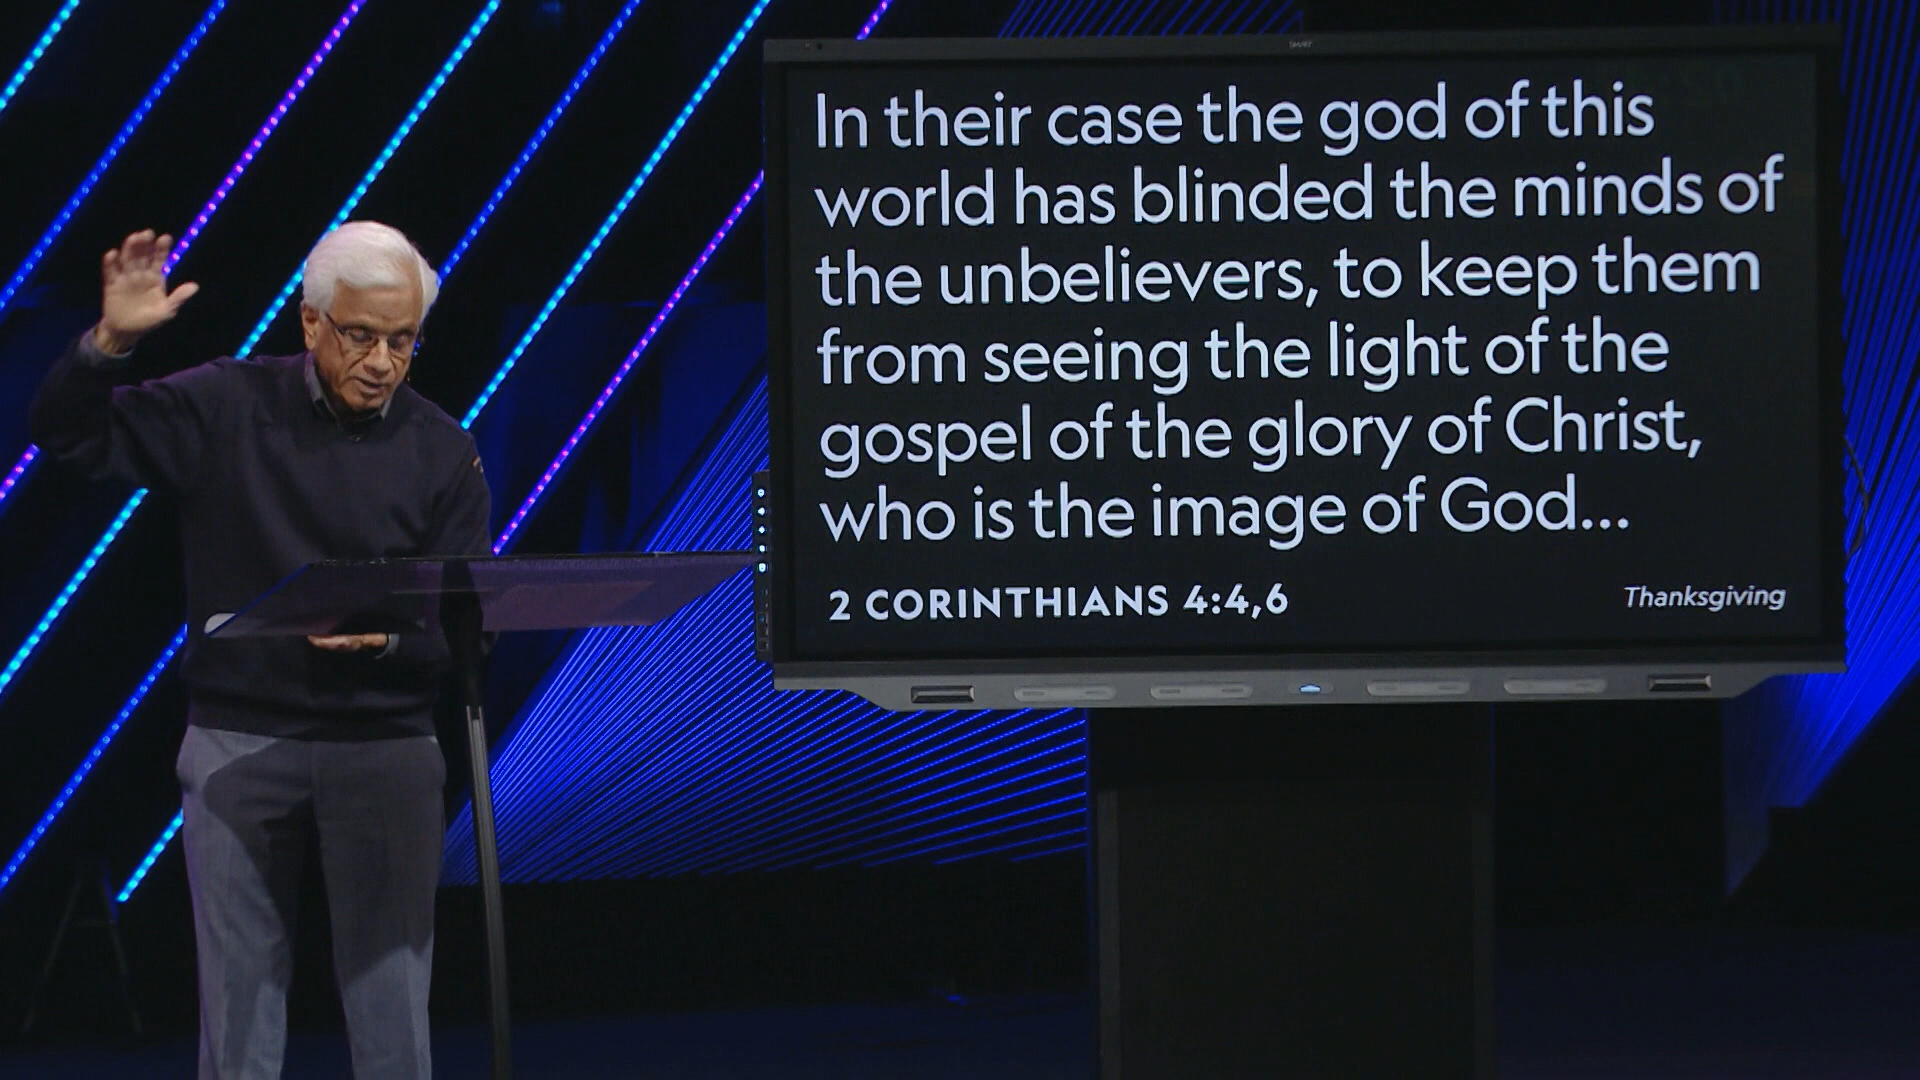 SMART
In their case the god of this
world has blinded the minds of
the unbelievers, to keep them
from seeing the light of the
gospel of the glory of Christ,
who is the image of God...
2 CORINTHIANS 4:4,6
Thanksgiving